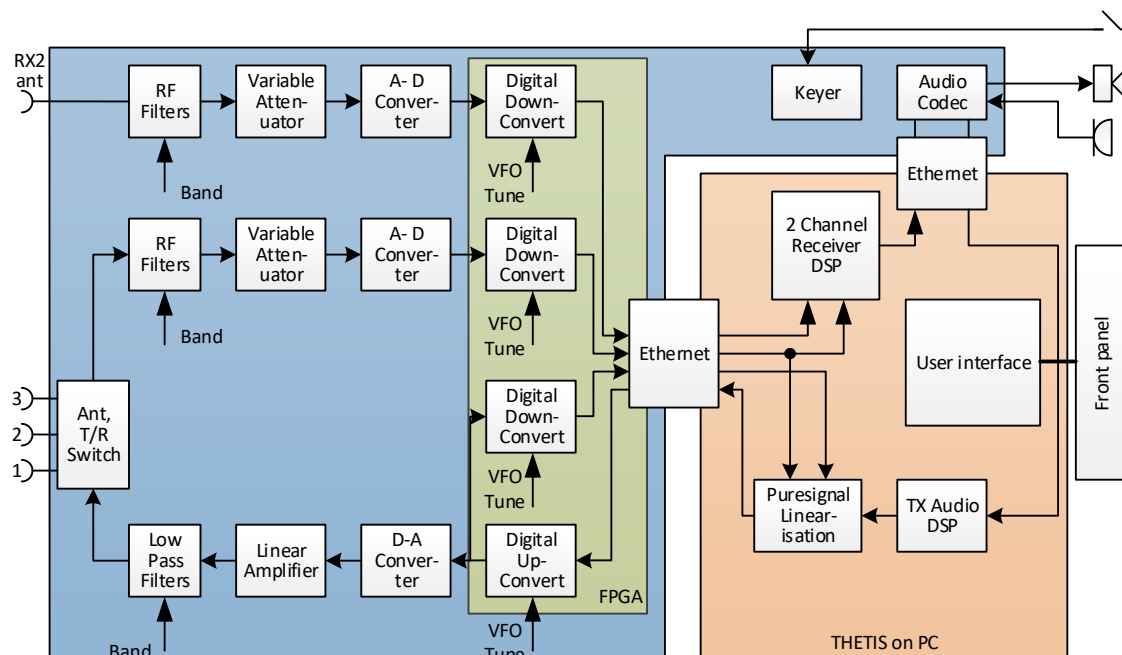 RX2
ant
RF
Filters
Variable
Atten-
uator
A- D
Conver-
ter
Digital
Down-
Convert
Keyer
Audio
Codec
Band
VFO
Tune
Ethernet
RF
Filters
Variable
Atten-
uator
A- D
Conver-
ter
Digital
Down-
Convert
2 Channel
Receiver
DSP
Band
VFO
Tune
Ethernet
User interface
Front panel
3
2
1
Ant,
T/R
Switch
Digital
Down-
Convert
VFO
Tune
Puresignal
Linear-
isation
TX Audio
DSP
Low
Pass
Filters
Linear
Amplifier
D-A
Conver-
ter
Digital
Up-
Convert
FPGA
Band
VFO
Tune
THETIS on PC